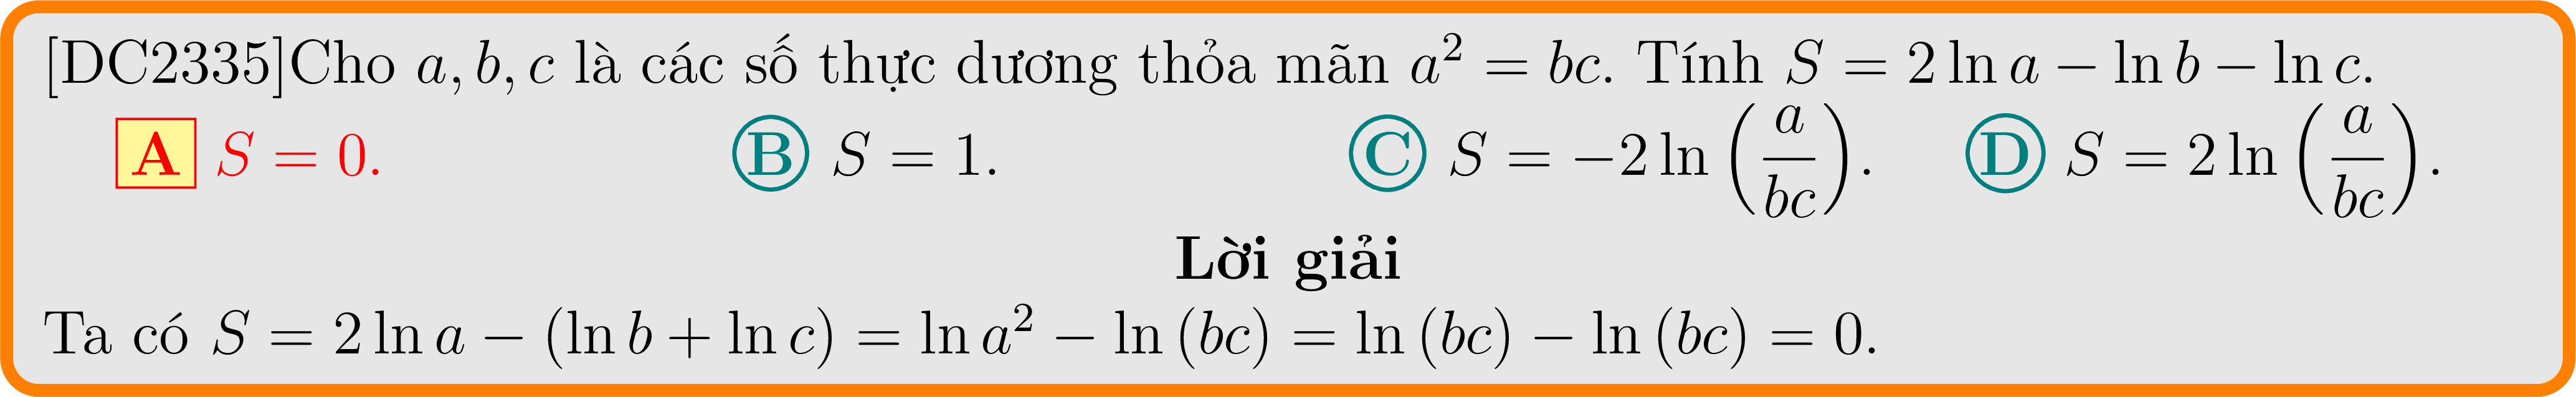 [DC2335]Cho a, b, c là các số thực dương thỏa mãn a² = bc. Tính S = 2 ln a − ln b − ln c.
A S = 0. B S = 1. C S = −2 ln (a/bc). D S = 2 ln (a/bc).
Lời giải
Ta có S = 2 ln a − (ln b + ln c) = ln a² − ln (bc) = ln (bc) − ln (bc) = 0.